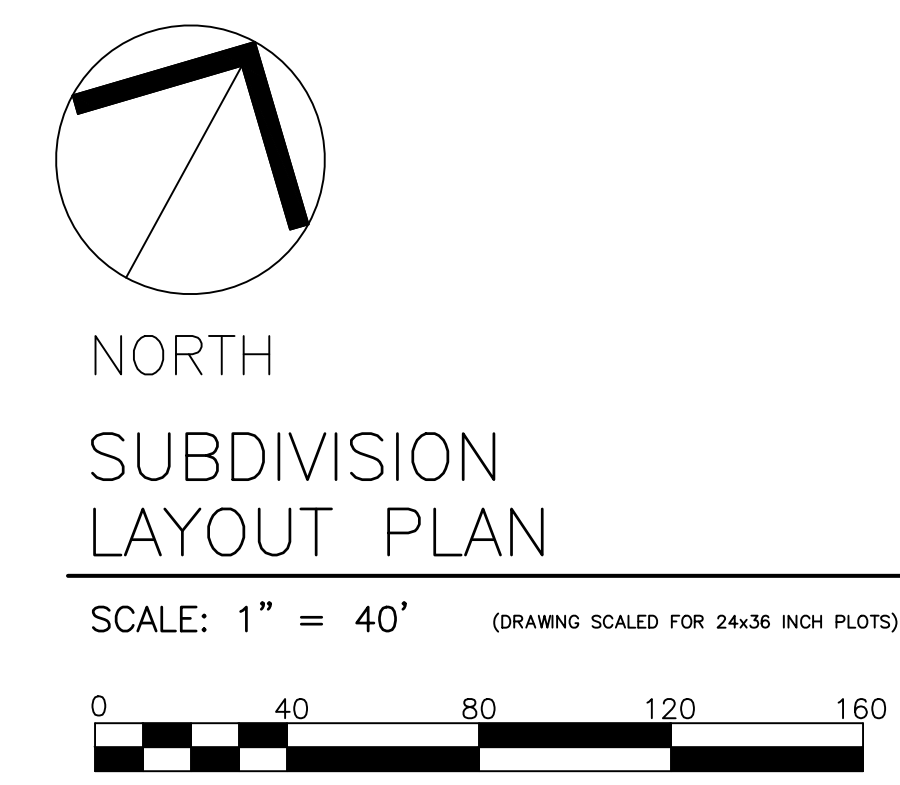 NORTH
SUBDIVISION
LAYOUT PLAN
SCALE: 1" = 40' (DRAWING SCALED FOR 24x36 INCH PLOTS)
0 40 80 120 160